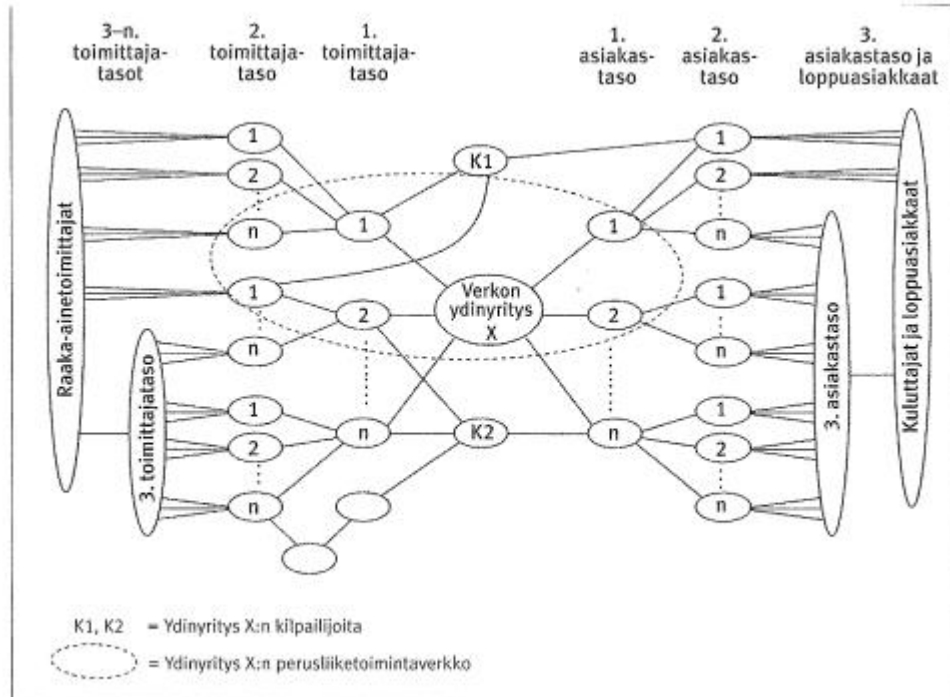 3–n.
toimittaja-
tasot
2.
toimittaja-
taso
1.
toimittaja-
taso
1.
asiakas-
taso
2.
asiakas-
taso
3.
asiakastaso ja
loppuasiakkaat
Raaka-ainetoimittajat
3. toimittajataso
1
2
n
1
n
1
2
n
1
2
n
K1
Verkon
ydinyritys
X
K2
1
2
n
1
2
n
1
n
1
2
n
3. asiakastaso
Kuluttajat ja loppuasiakkaat
K1, K2 = Ydinyritys X:n kilpailijoita
= Ydinyritys X:n perusliiketoimintaverkko